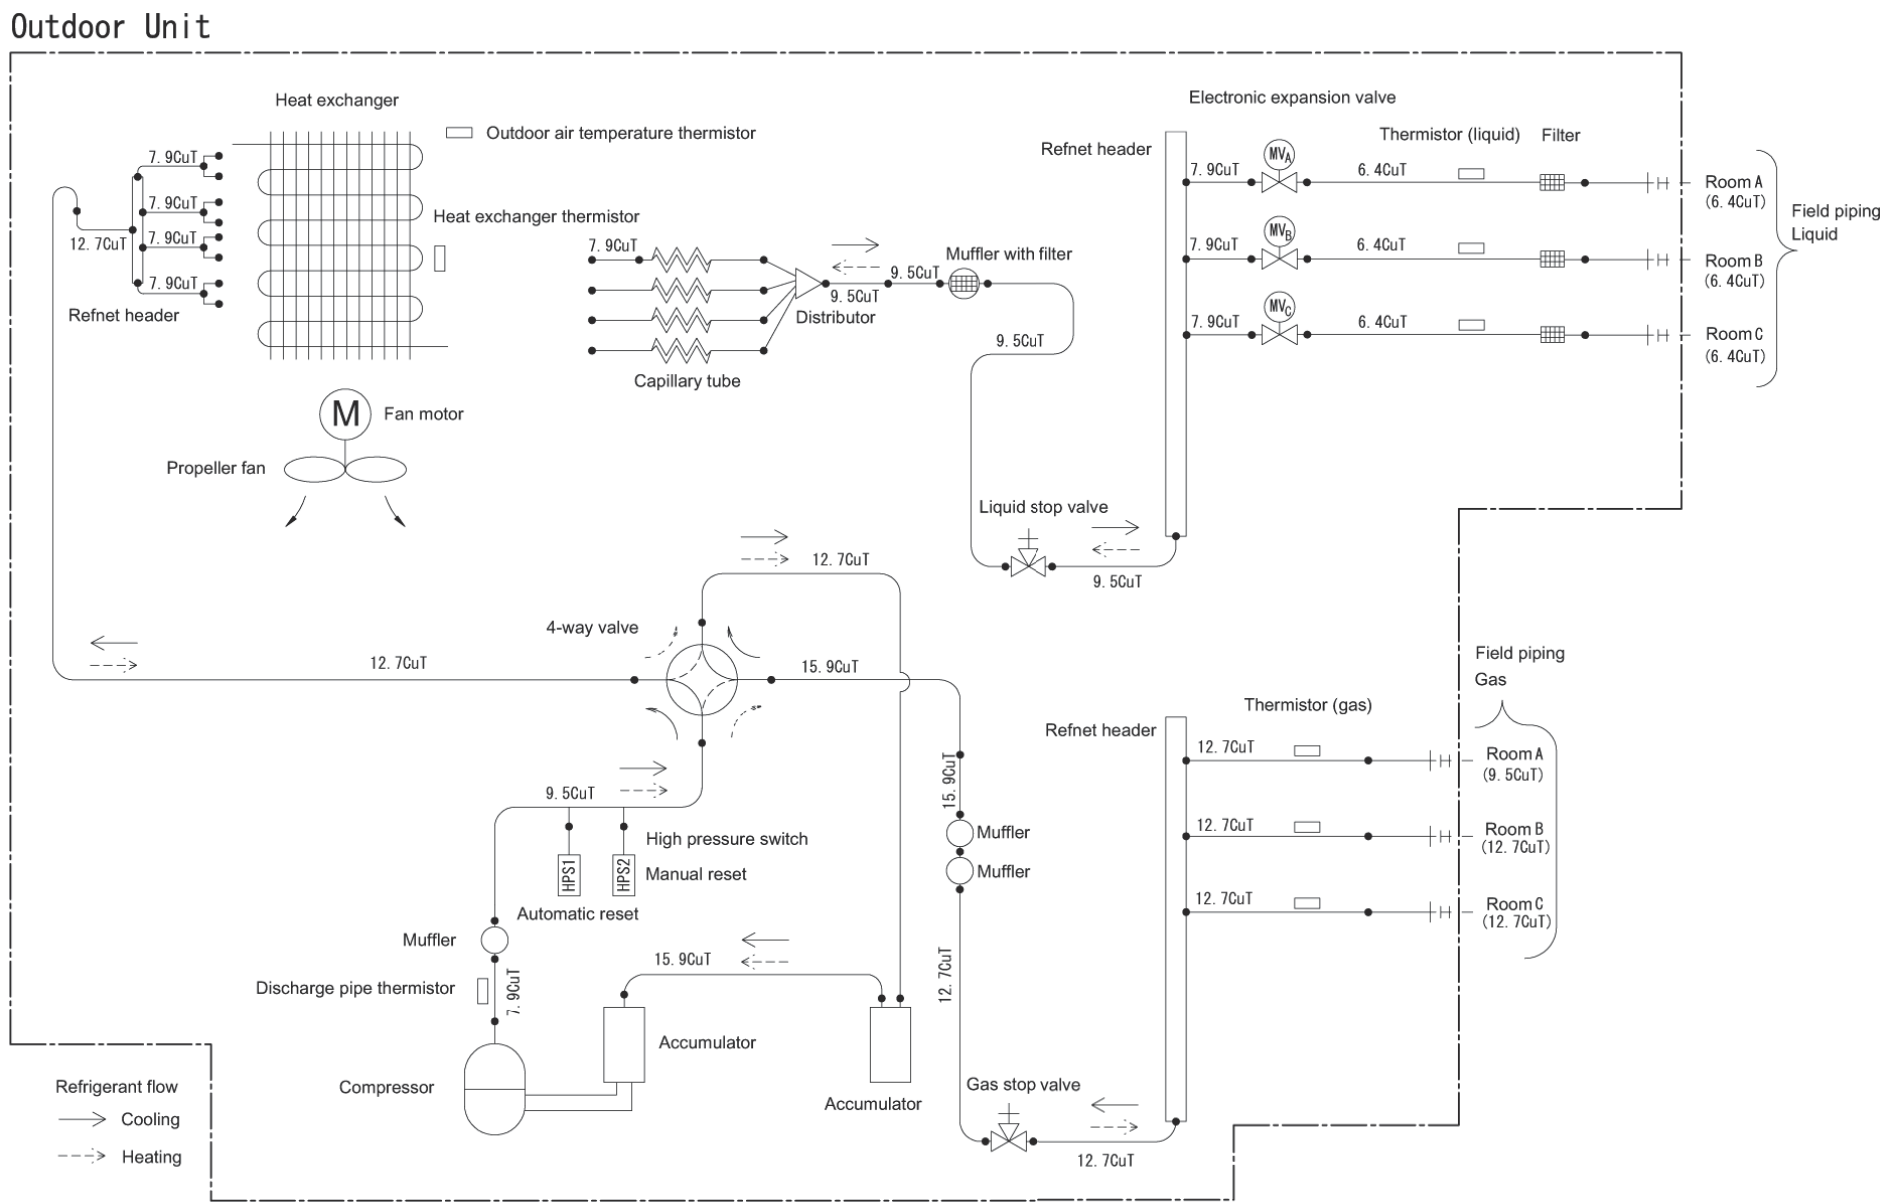 Outdoor Unit
Heat exchanger
Outdoor air temperature thermistor
7.9CuT
7.9CuT
7.9CuT
7.9CuT
12.7CuT
Refnet header
Heat exchanger thermistor
M
Fan motor
Propeller fan
7.9CuT
Capillary tube
Distributor
9.5CuT
9.5CuT
Muffler with filter
9.5CuT
Liquid stop valve
9.5CuT
Refnet header
Electronic expansion valve
Thermistor (liquid)
Filter
7.9CuT
MVA
6.4CuT
Room A
(6.4CuT)
7.9CuT
MVB
6.4CuT
Room B
(6.4CuT)
7.9CuT
MVC
6.4CuT
Room C
(6.4CuT)
Field piping
Liquid
12.7CuT
4-way valve
12.7CuT
15.9CuT
15.9CuT
Muffler
Muffler
12.7CuT
9.5CuT
High pressure switch
HPS1
HPS2
Manual reset
Automatic reset
Muffler
Discharge pipe thermistor
7.9CuT
15.9CuT
Accumulator
Accumulator
Compressor
Gas stop valve
12.7CuT
Refnet header
Thermistor (gas)
Field piping
Gas
12.7CuT
Room A
(9.5CuT)
12.7CuT
Room B
(12.7CuT)
12.7CuT
Room C
(12.7CuT)
Refrigerant flow
Cooling
Heating